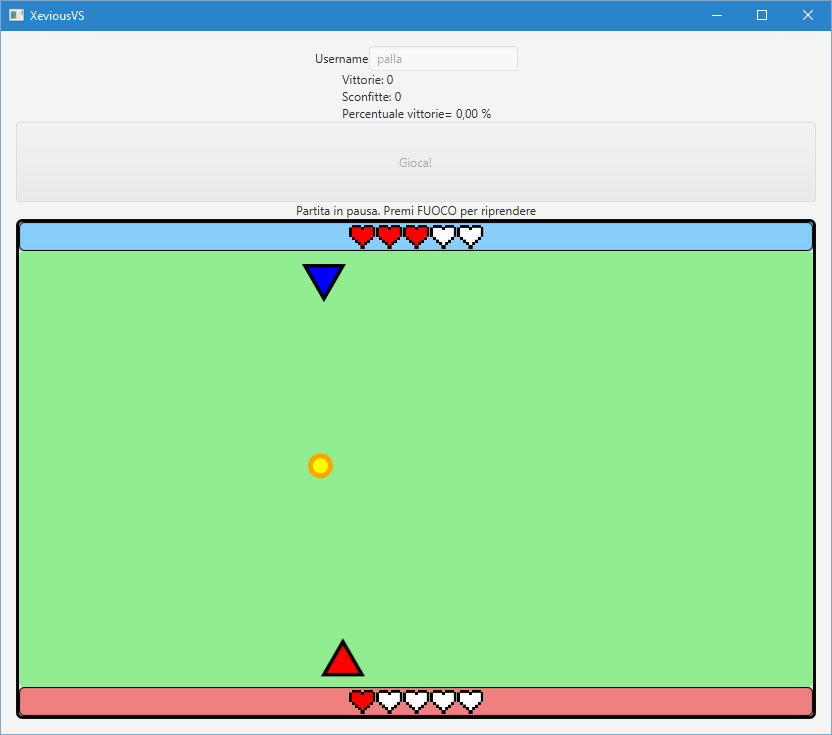 XeviousVS
Username palla
Vittorie: 0
Sconfitte: 0
Percentuale vittorie= 0,00 %
Gioca!
Partita in pausa. Premi FUOCO per riprendere